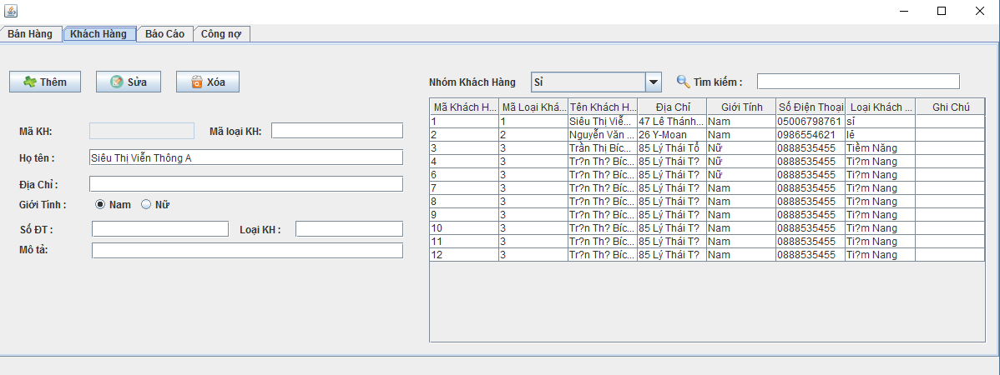 Bán Hàng Khách Hàng Báo Cáo Công nợ
Thêm Sửa Xóa
Nhóm Khách Hàng Sỉ Tìm kiếm :
Mã KH: Mã loại KH:
Họ tên : Siêu Thị Viễn Thông A
Địa Chỉ :
Giới Tính : Nam Nữ
Số ĐT : Loại KH :
Mô tả:
Mã Khách H... Mã Loại Khá... Tên Khách H... Địa Chỉ Giới Tính Số Điện Thoại Loại Khách ... Ghi Chú
1 1 Siêu Thị Viễ... 47 Lê Thánh... Nam 05006798761 sỉ
2 2 Nguyễn Văn ... 26 Y-Moan Nam 0986554621 lẻ
3 3 Trần Thị Bíc... 85 Lý Thái Tổ Nữ 0888535455 Tiềm Năng
4 3 Tr?n Th? Bíc... 85 Lý Thái T? Nữ 0888535455 Ti?m Nang
6 3 Tr?n Th? Bíc... 85 Lý Thái T? Nữ 0888535455 Ti?m Nang
7 3 Tr?n Th? Bíc... 85 Lý Thái T? Nam 0888535455 Ti?m Nang
8 3 Tr?n Th? Bíc... 85 Lý Thái T? Nam 0888535455 Ti?m Nang
9 3 Tr?n Th? Bíc... 85 Lý Thái T? Nam 0888535455 Ti?m Nang
10 3 Tr?n Th? Bíc... 85 Lý Thái T? Nam 0888535455 Ti?m Nang
11 3 Tr?n Th? Bíc... 85 Lý Thái T? Nam 0888535455 Ti?m Nang
12 3 Tr?n Th? Bíc... 85 Lý Thái T? Nam 0888535455 Ti?m Nang